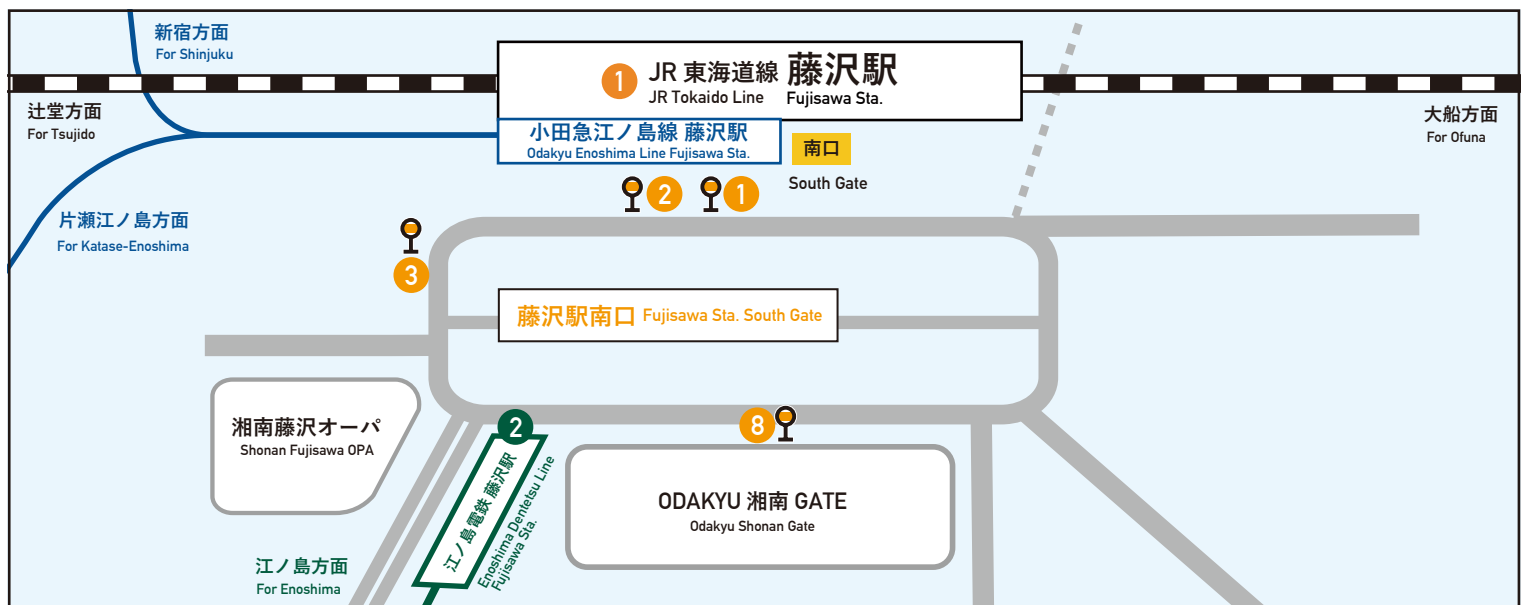 新宿方面
For Shinjuku
1 JR 東海道線 藤沢駅
JR Tokaido Line Fujisawa Sta.
辻堂方面
For Tsujido
大船方面
For Ofuna
小田急江ノ島線 藤沢駅
Odakyu Enoshima Line Fujisawa Sta.
南口
South Gate
2
1
片瀬江ノ島方面
For Katase-Enoshima
3
藤沢駅南口 Fujisawa Sta. South Gate
湘南藤沢オーパ
Shonan Fujisawa OPA
2
江ノ島電鉄 藤沢駅
Enoshima Dentetsu Line
Fujisawa Sta.
8
ODAKYU 湘南 GATE
Odakyu Shonan Gate
江ノ島方面
For Enoshima